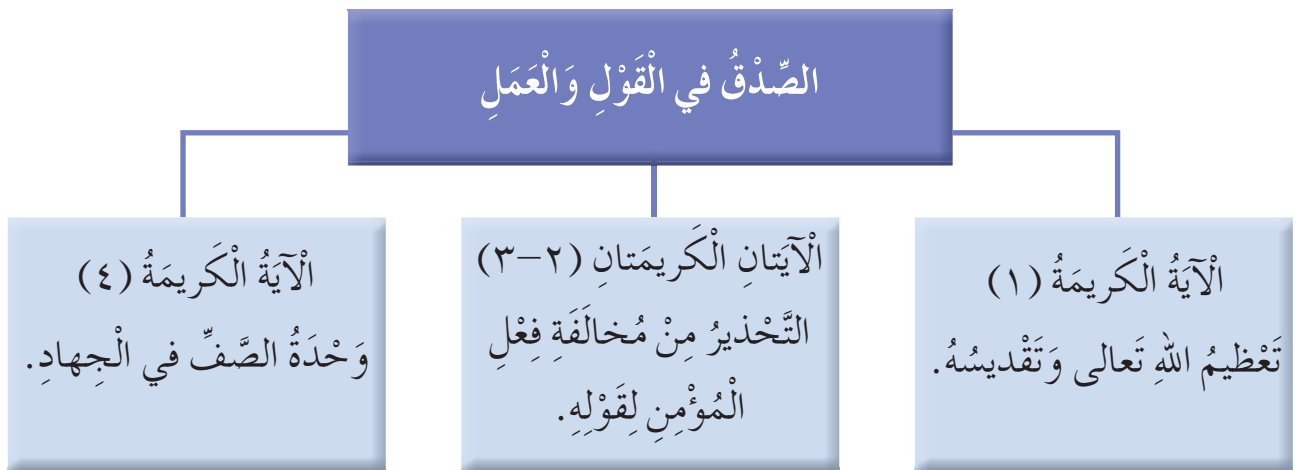 الصِّدْقُ في الْقَوْلِ وَالْعَمَلِ
الْآيَةُ الْكَريمَةُ (١)
تَعْظيمُ اللهِ تَعالى وَتَقْديسُهُ.
الْآيَتانِ الْكَريمَتانِ (٢-٣)
التَّحْذيرُ مِنْ مُخالَفَةِ فِعْلِ
الْمُؤْمِنِ لِقَوْلِهِ.
الْآيَةُ الْكَريمَةُ (٤)
وَحْدَةُ الصَّفِّ في الْجِهادِ.